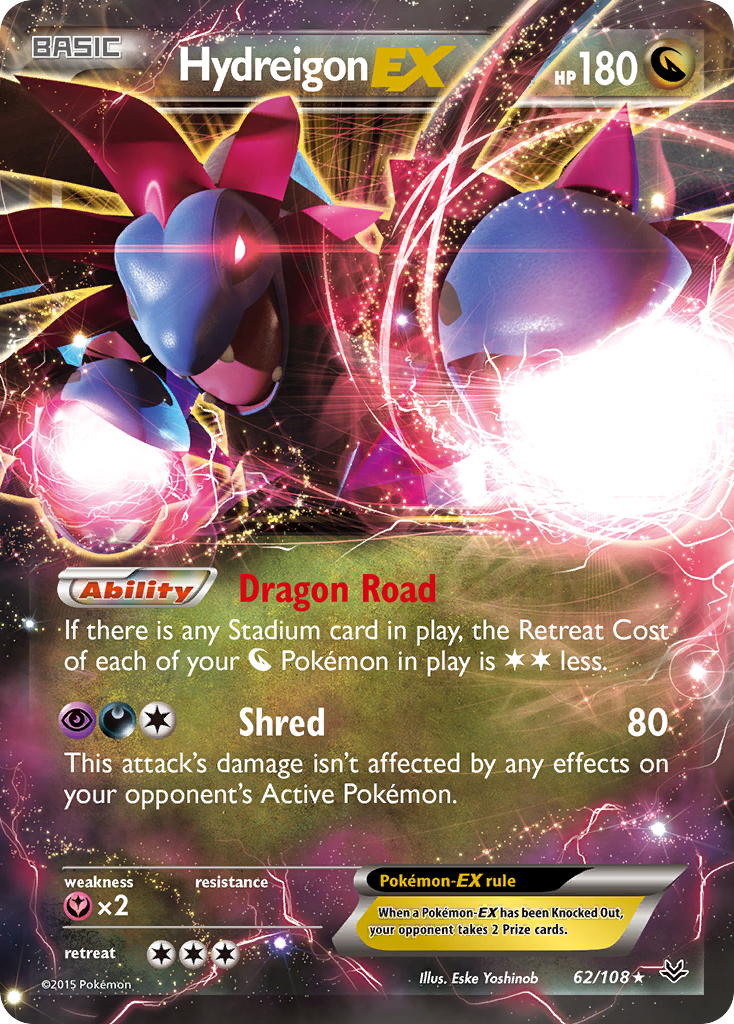 BASIC
Hydreigon EX HP 180
Ability Dragon Road
If there is any Stadium card in play, the Retreat Cost
of each of your Pokémon in play is less.
Shred 80
This attack's damage isn't affected by any effects on
your opponent's Active Pokémon.
weakness resistance
×2
retreat
Pokémon-EX rule
When a Pokémon-EX has been Knocked Out,
your opponent takes 2 Prize cards.
©2015 Pokémon
Illus. Eske Yoshinob
62/108